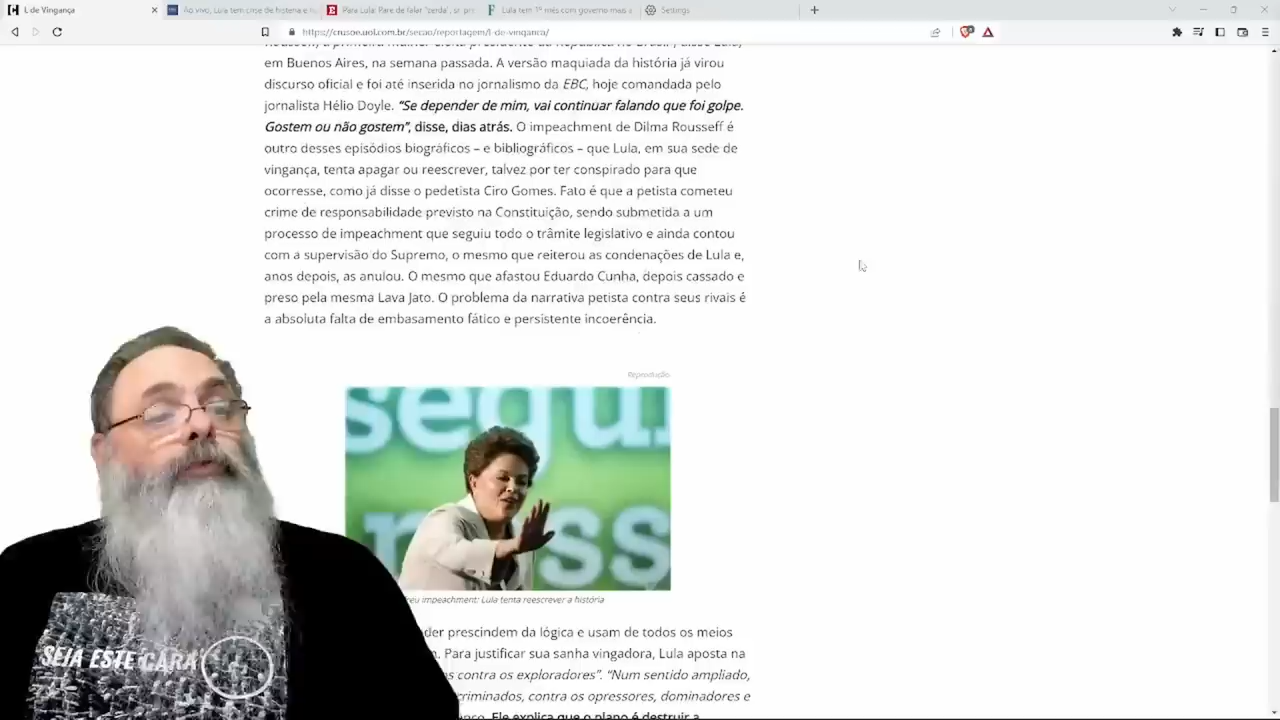 L de Vingança
Ao vivo, Lula tem crise de histeria e
Para Lula: Pare de falar "perda", sr. pr
Lula tem 1º mês com governo mais
Settings
https://crusoe.uol.com.br/secao/reportagem/l-de-vinganca/
Rousseff, a primeira mulher eleita presidente da República no Brasil", disse Lula,
em Buenos Aires, na semana passada. A versão maquiada da história já virou
discurso oficial e foi até inserida no jornalismo da EBC, hoje comandada pelo
jornalista Hélio Doyle. "Se depender de mim, vai continuar falando que foi golpe.
Gostem ou não gostem", disse, dias atrás. O impeachment de Dilma Rousseff é
outro desses episódios biográficos – e bibliográficos – que Lula, em sua sede de
vingança, tenta apagar ou reescrever, talvez por ter conspirado para que
ocorresse, como já disse o pedetista Ciro Gomes. Fato é que a petista cometeu
crime de responsabilidade previsto na Constituição, sendo submetida a um
processo de impeachment que seguiu todo o trâmite legislativo e ainda contou
com a supervisão do Supremo, o mesmo que reiterou as condenações de Lula e,
anos depois, as anulou. O mesmo que afastou Eduardo Cunha, depois cassado e
preso pela mesma Lava Jato. O problema da narrativa petista contra seus rivais é
a absoluta falta de embasamento fático e persistente incoerência.
Reprodução
segui
ss
reu impeachment: Lula tenta reescrever a história
der prescindem da lógica e usam de todos os meios
m. Para justificar sua sanha vingadora, Lula aposta na
s contra os exploradores". "Num sentido ampliado,
criminados, contra os opressores, dominadores e
Ele explica que o plano é destruir a
SEJA ESTE CARA